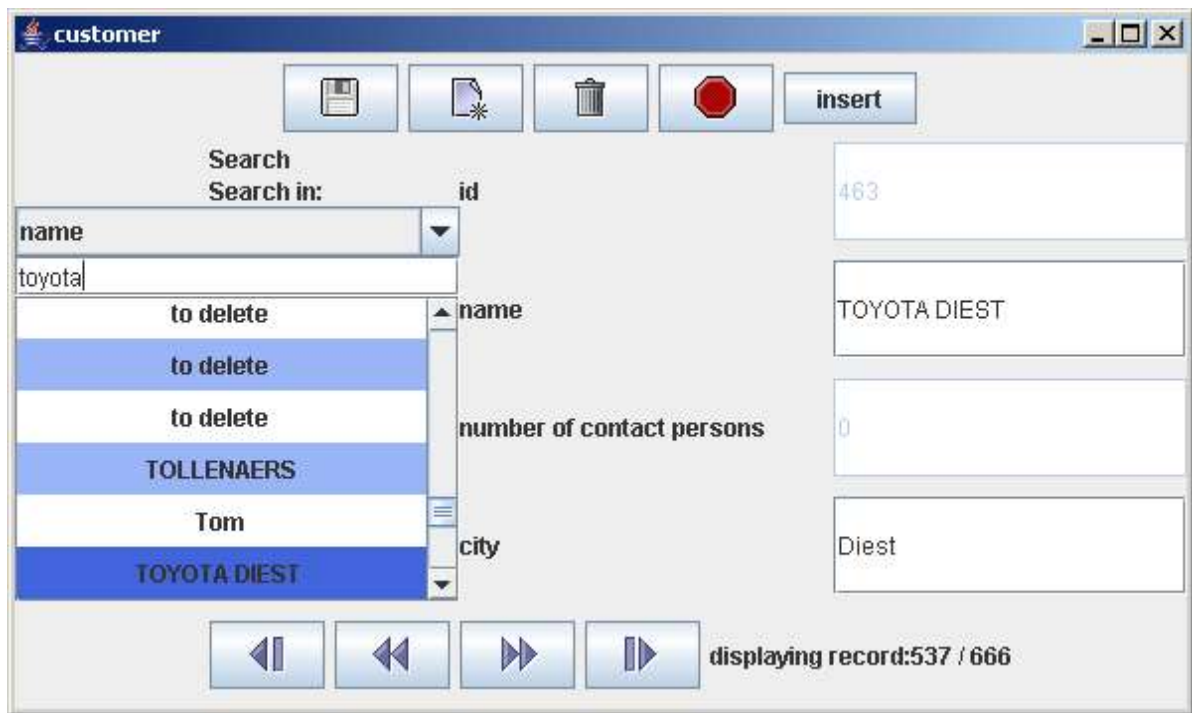 customer
insert
Search
Search in:
name
toyota
to delete
to delete
to delete
TOLLENAERS
Tom
TOYOTA DIEST
id
463
name
TOYOTA DIEST
number of contact persons
0
city
Diest
displaying record:537 / 666